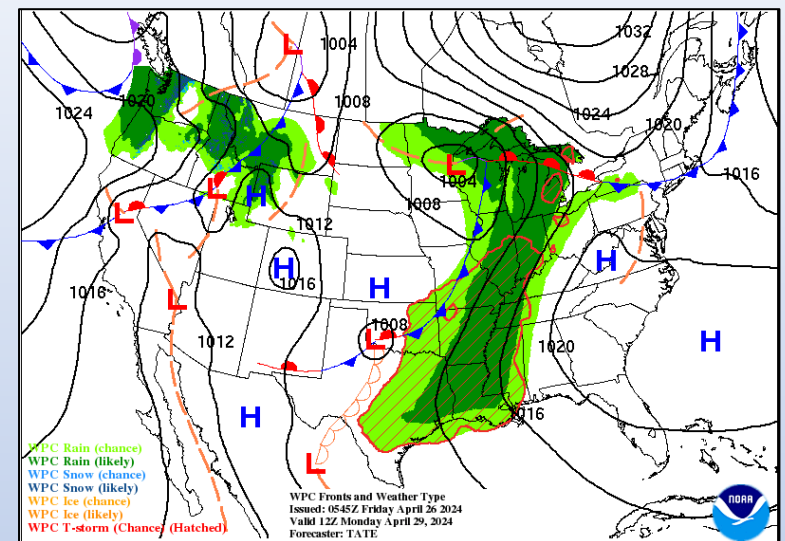 1032
1004
1028
1020
1024
1008
1024
1020
1016
1004
1008
1012
1016
1016
1008
1012
1020
1016
L
L
L
L
L
L
L
H
H
H
H
H
H
WPC Rain (chance)
WPC Rain (likely)
WPC Snow (chance)
WPC Snow (likely)
WPC Ice (chance)
WPC Ice (likely)
WPC T-storm (Chance) (Hatched)
WPC Fronts and Weather Type
Issued: 0545Z Friday April 26 2024
Valid 12Z Monday April 29, 2024
Forecaster: TATE
NOAA